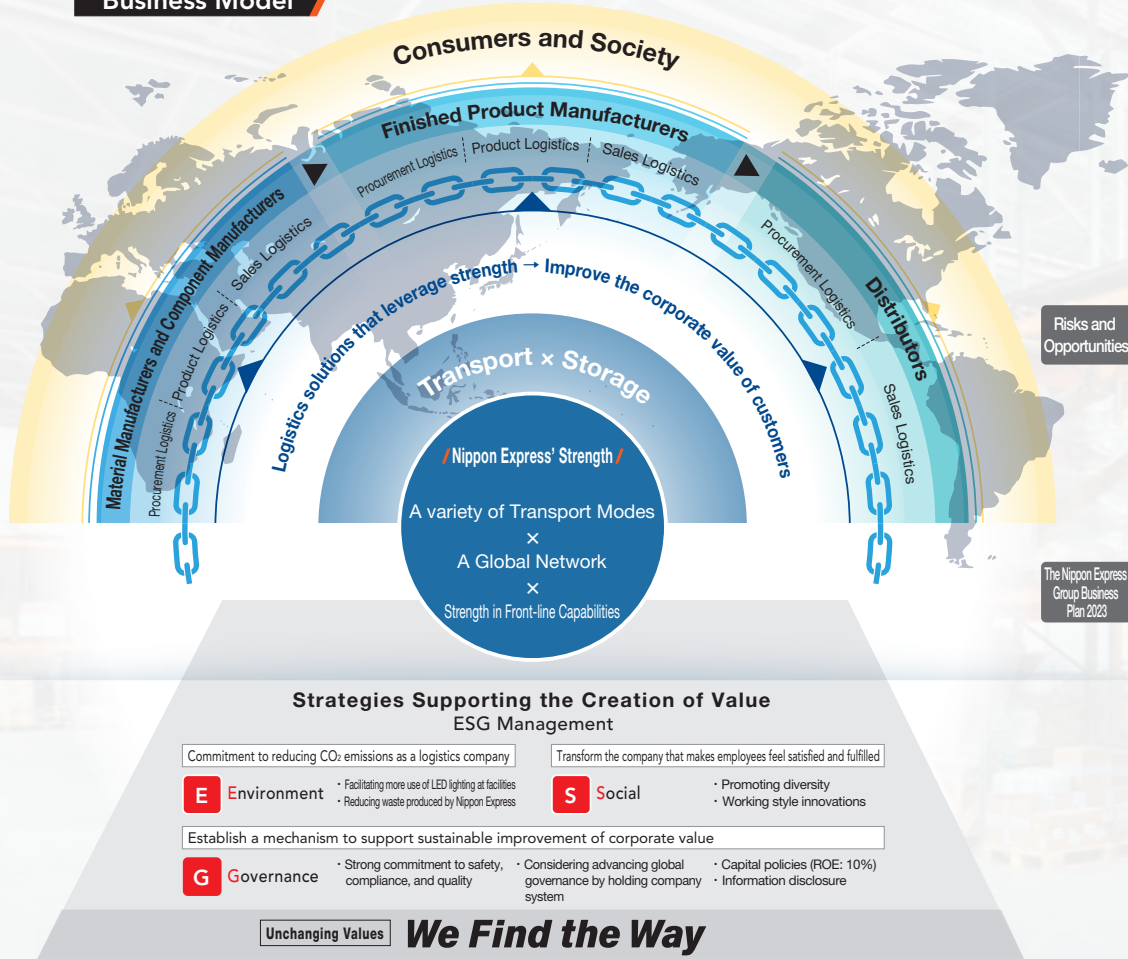 Business Model
Consumers and Society
Finished Product Manufacturers
Procurement Logistics
Product Logistics
Sales Logistics
Material Manufacturers and Component Manufacturers
Procurement Logistics
Product Logistics
Sales Logistics
Distributors
Procurement Logistics
Sales Logistics
Logistics solutions that leverage strength → Improve the corporate value of customers
Transport × Storage
/Nippon Express' Strength/
A variety of Transport Modes
×
A Global Network
×
Strength in Front-line Capabilities
Risks and
Opportunities
The Nippon Express
Group Business
Plan 2023
Strategies Supporting the Creation of Value
ESG Management
Commitment to reducing CO₂ emissions as a logistics company
E Environment
・Facilitating more use of LED lighting at facilities
・Reducing waste produced by Nippon Express
Transform the company that makes employees feel satisfied and fulfilled
S Social
・Promoting diversity
・Working style innovations
Establish a mechanism to support sustainable improvement of corporate value
G Governance
・Strong commitment to safety,
compliance, and quality
・Considering advancing global
governance by holding company
system
・Capital policies (ROE: 10%)
・Information disclosure
Unchanging Values We Find the Way